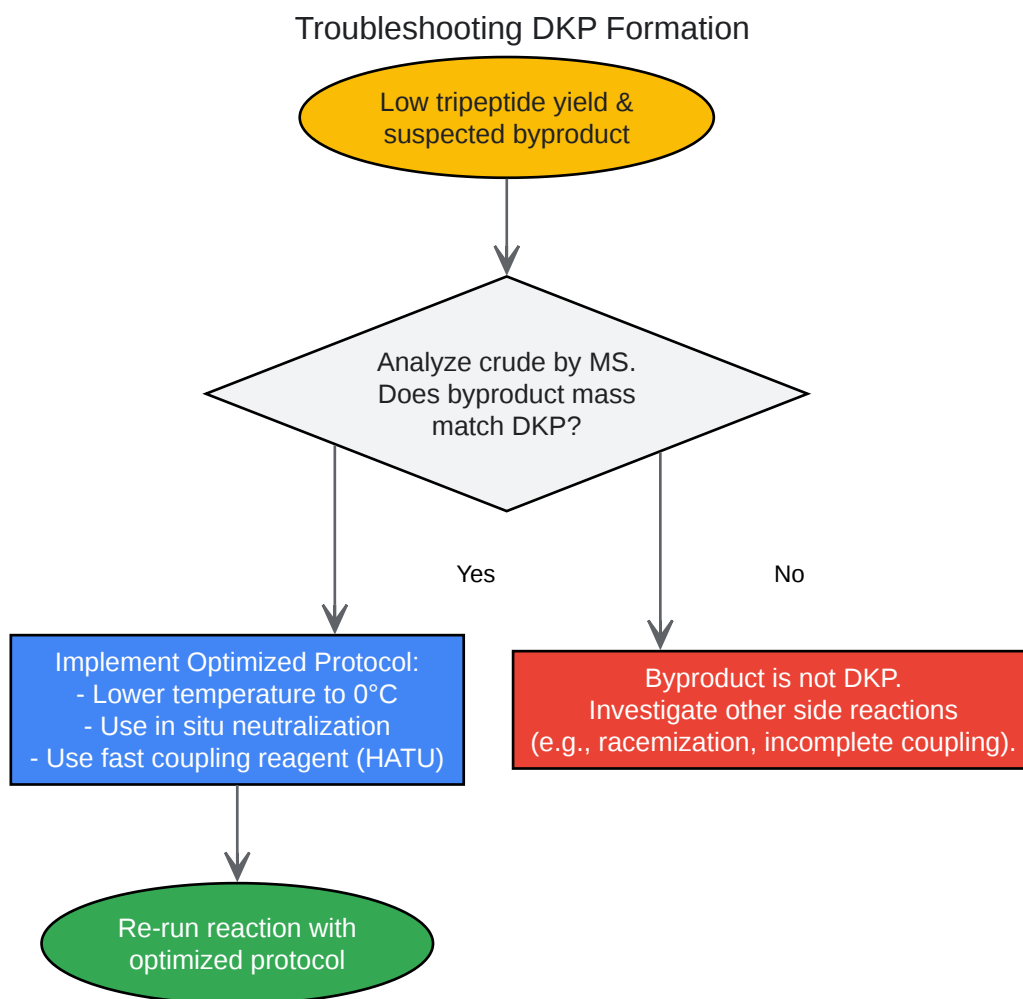 Troubleshooting DKP Formation
Low tripeptide yield &
suspected byproduct
Analyze crude by MS.
Does byproduct mass
match DKP?
Yes
No
Implement Optimized Protocol:
- Lower temperature to 0°C
- Use in situ neutralization
- Use fast coupling reagent (HATU)
Byproduct is not DKP.
Investigate other side reactions
(e.g., racemization, incomplete coupling).
Re-run reaction with
optimized protocol